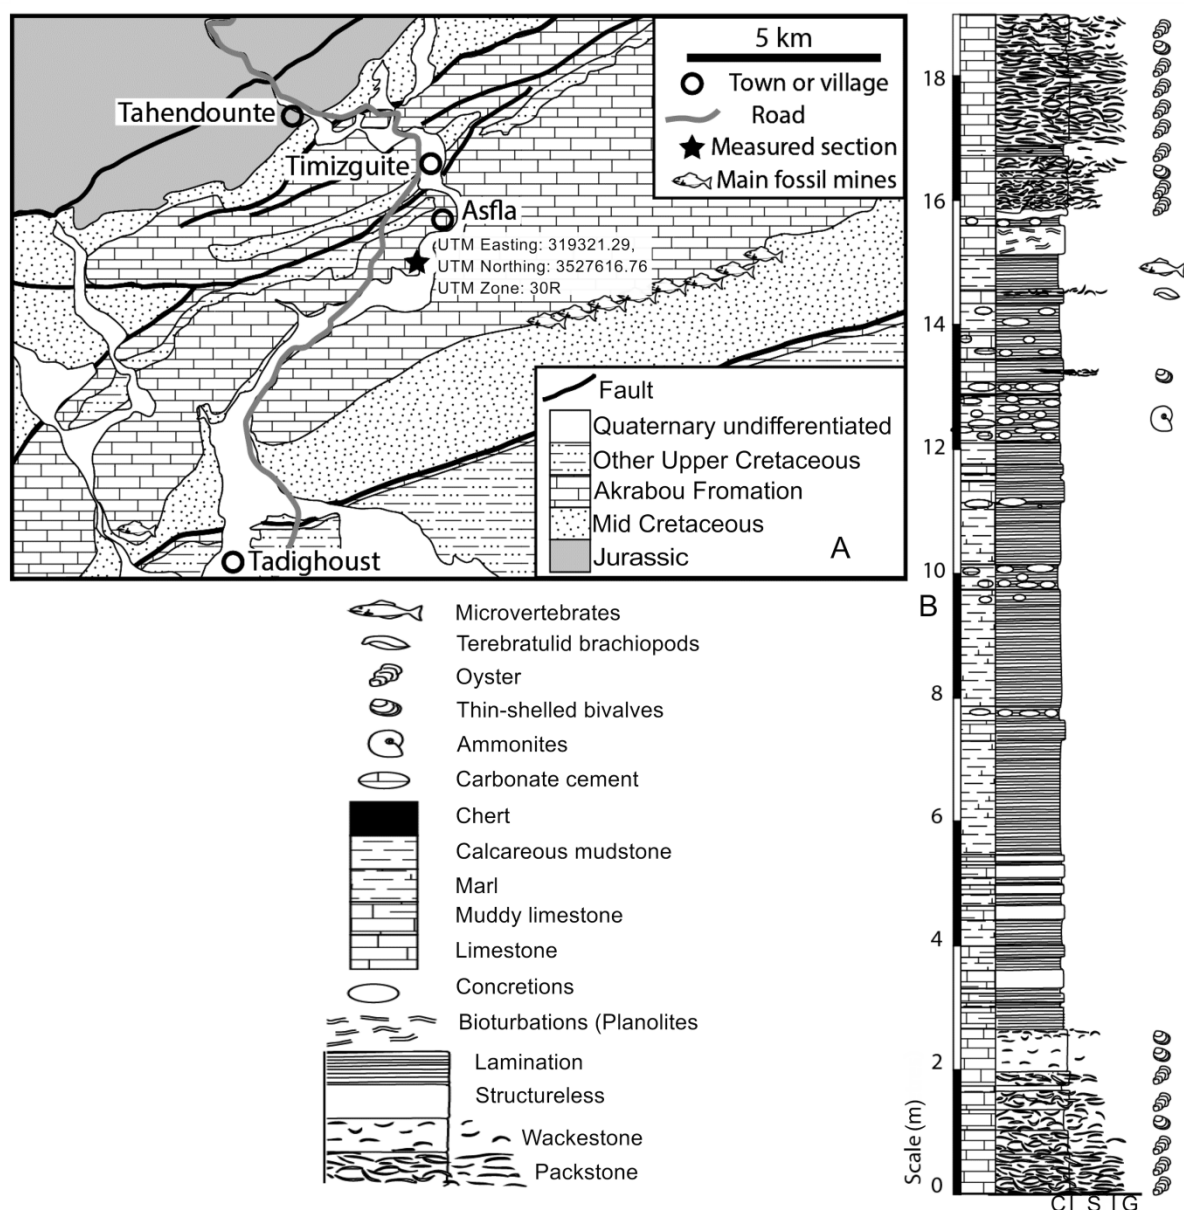 5 km
Town or village
Road
Measured section
Main fossil mines
Tahendounte
Timizguite
Asfla
UTM Easting: 319321.29,
UTM Northing: 3527616.76
UTM Zone: 30R
Tadighoust
Fault
Quaternary undifferentiated
Other Upper Cretaceous
Akrabou Fromation
Mid Cretaceous
Jurassic
A
Microvertebrates
Terebratulid brachiopods
Oyster
Thin-shelled bivalves
Ammonites
Carbonate cement
Chert
Calcareous mudstone
Marl
Muddy limestone
Limestone
Concretions
Bioturbations (Planolites
Lamination
Structureless
Wackestone
Packstone
B
18
16
14
12
10
8
6
4
2
0
Scale (m)
C S G